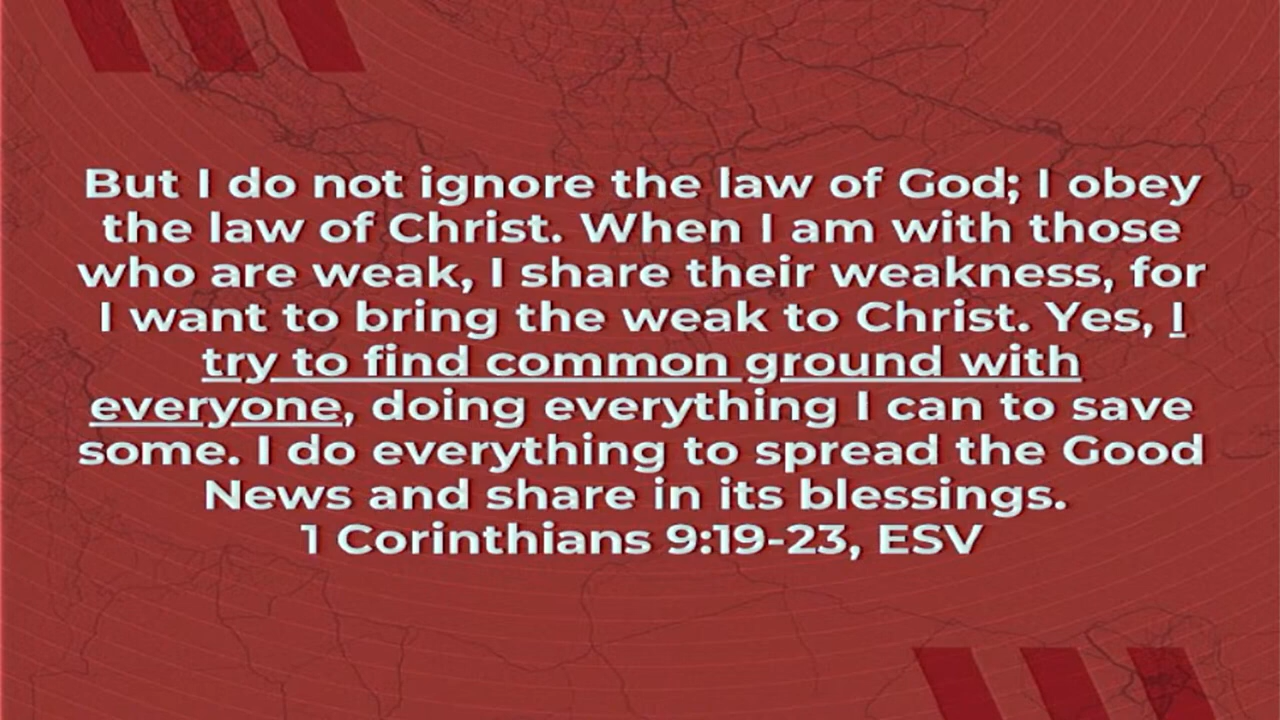 But I do not ignore the law of God; I obey
the law of Christ. When I am with those
who are weak, I share their weakness, for
I want to bring the weak to Christ. Yes, I
try to find common ground with
everyone, doing everything I can to save
some. I do everything to spread the Good
News and share in its blessings.
1 Corinthians 9:19-23, ESV